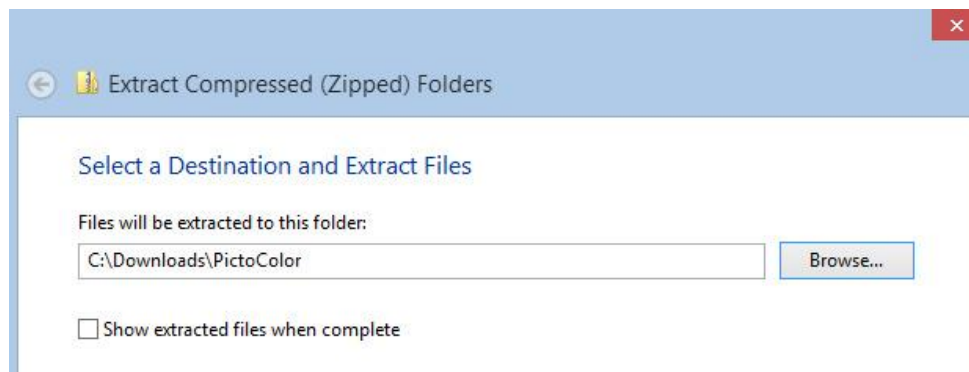 Extract Compressed (Zipped) Folders
Select a Destination and Extract Files
Files will be extracted to this folder:
C:\Downloads\PictoColor
Browse...
Show extracted files when complete